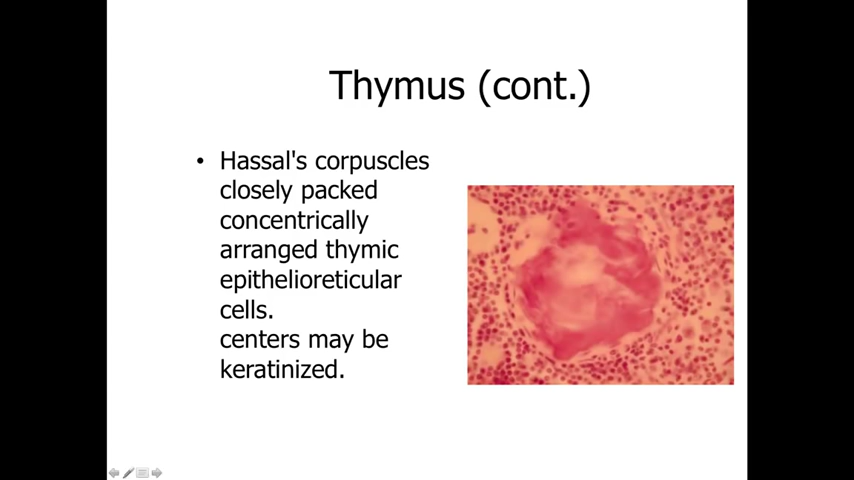 Thymus (cont.)
• Hassal's corpuscles
closely packed
concentrically
arranged thymic
epithelioreticular
cells.
centers may be
keratinized.